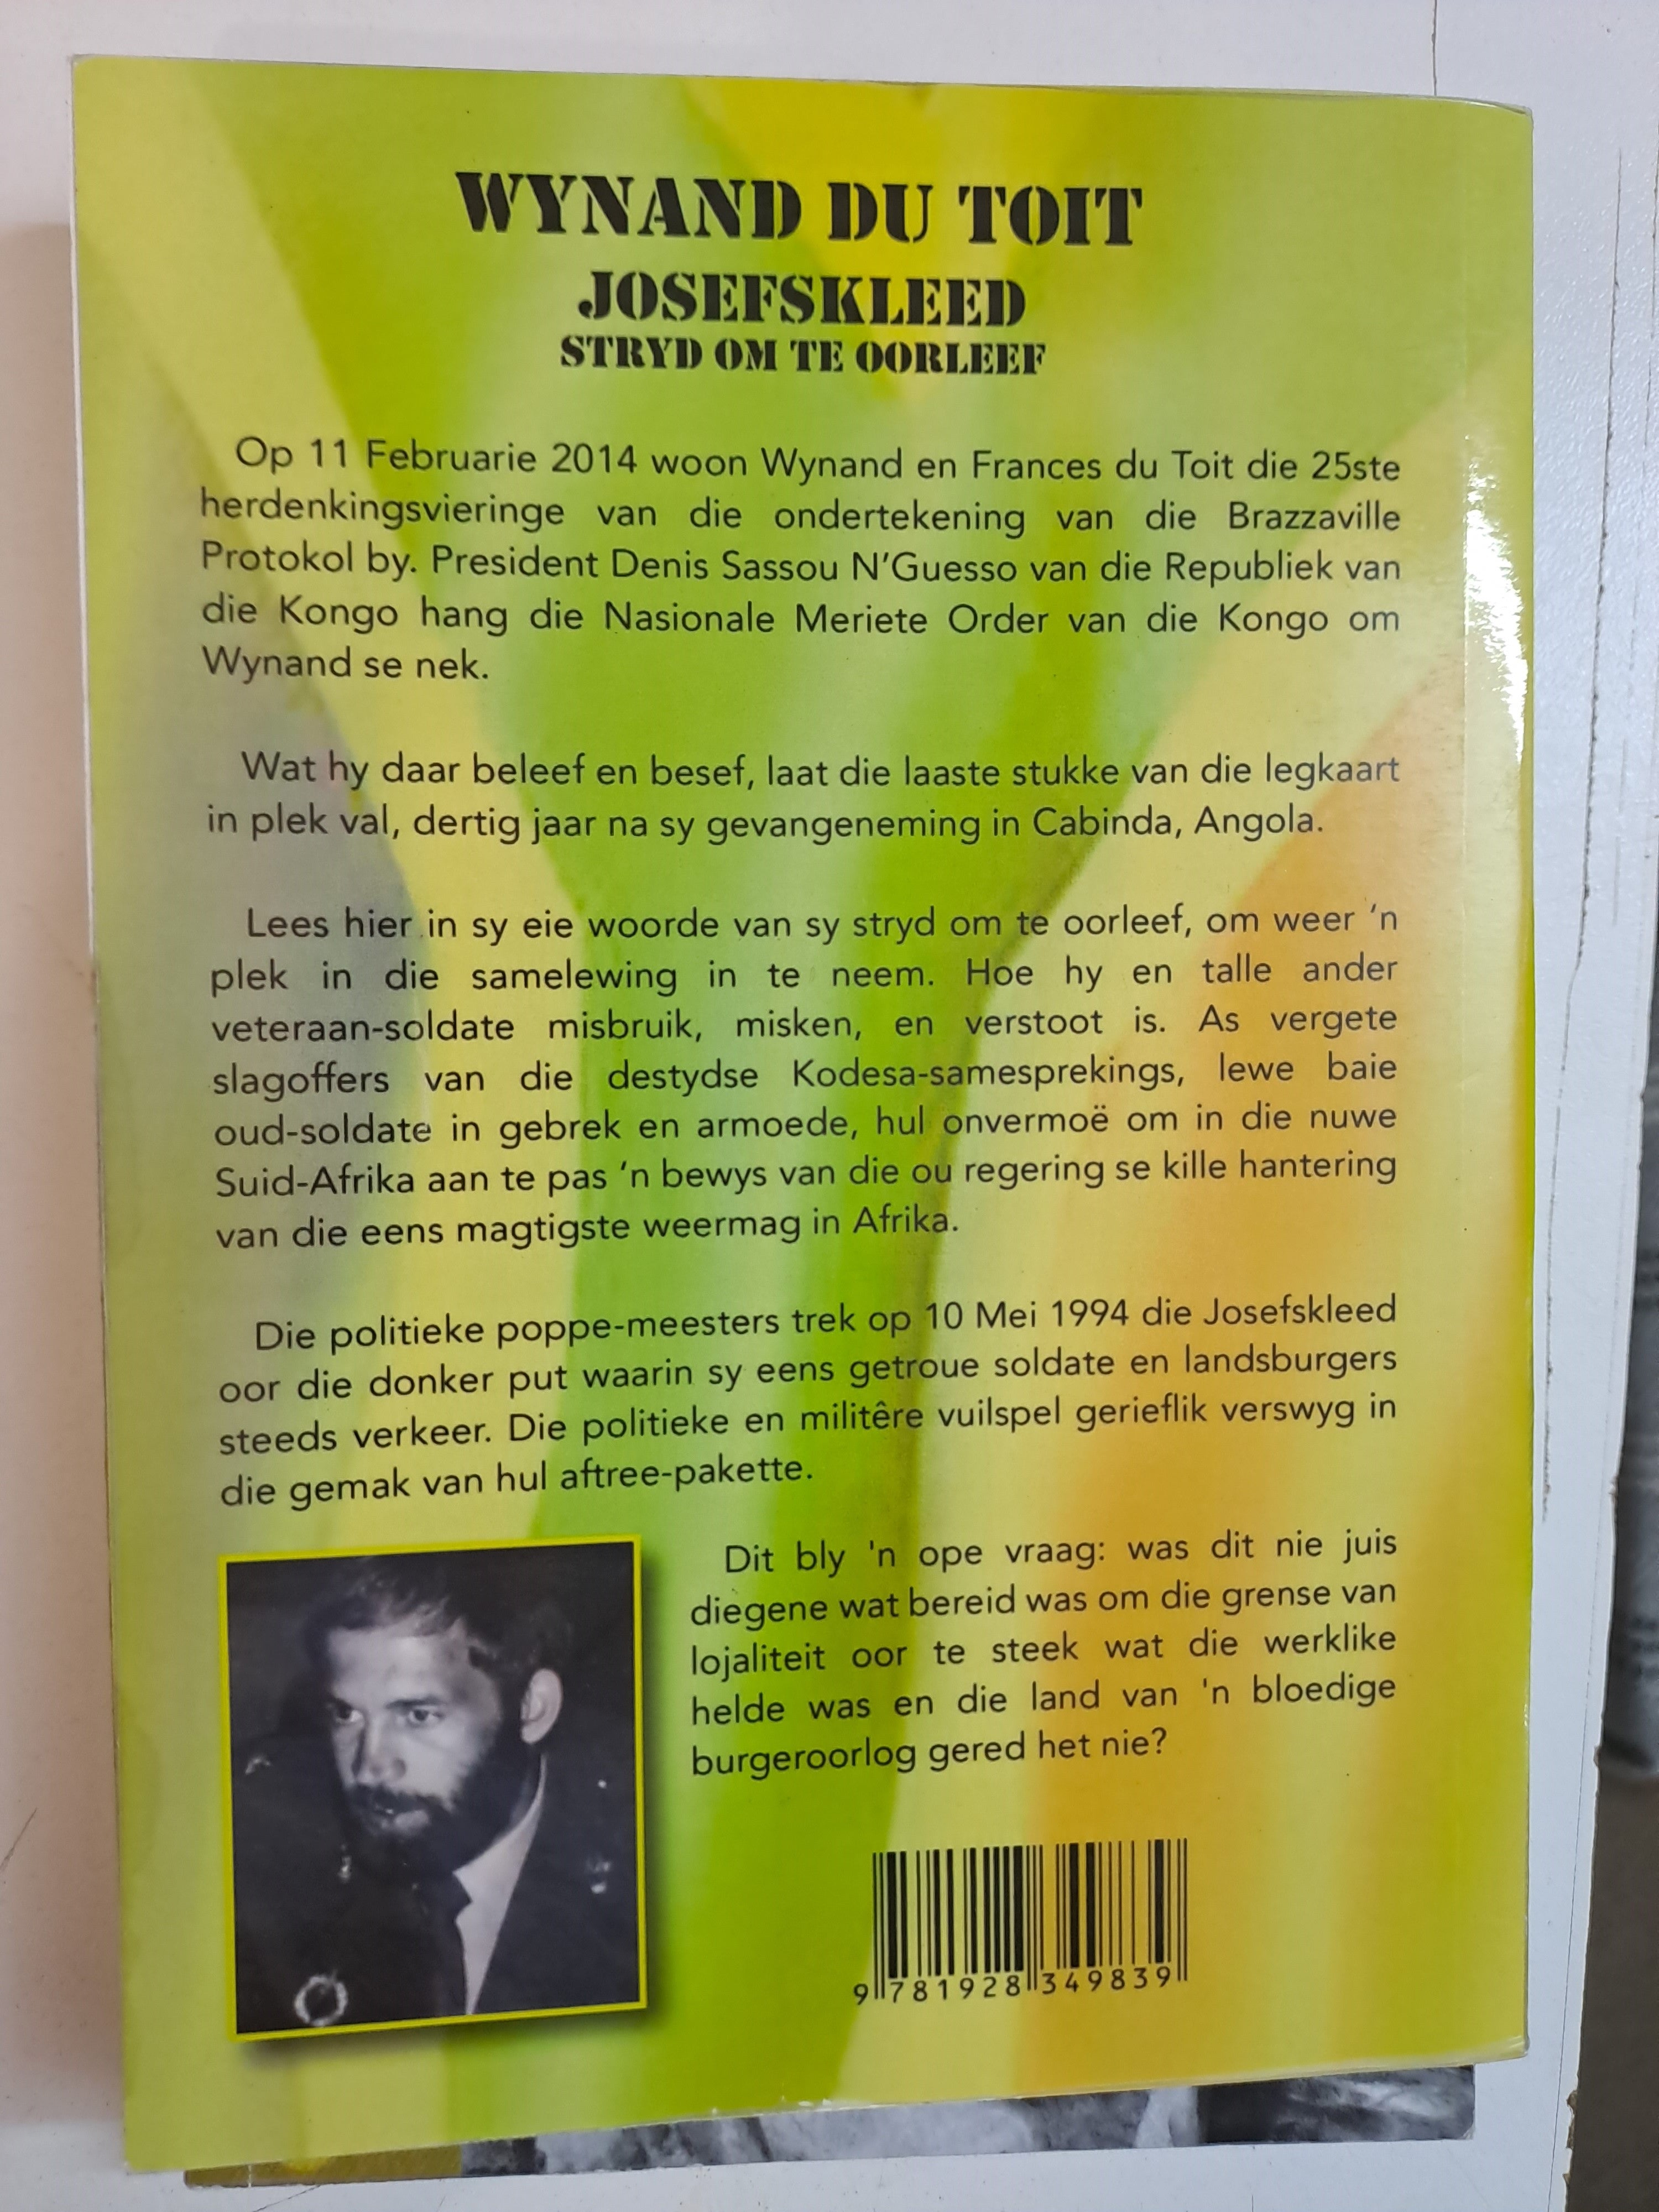 WYNAND DU TOIT
JOSEFSKLEED
STRYD OM TE OORLEEF
Op 11 Februarie 2014 woon Wynand en Frances du Toit die 25ste
herdenkingsvieringe van die ondertekening van die Brazzaville
Protokol by. President Denis Sassou N'Guesso van die Republiek van
die Kongo hang die Nasionale Meriete Order van die Kongo om
Wynand se nek.
Wat hy daar beleef en besef, laat die laaste stukke van die legkaart
in plek val, dertig jaar na sy gevangeneming in Cabinda, Angola.
Lees hier in sy eie woorde van sy stryd om te oorleef, om weer 'n
plek in die samelewing in te neem. Hoe hy en talle ander
veteraan-soldate misbruik, misken, en verstoot is. As vergete
slagoffers van die destydse Kodesa-samesprekings, lewe baie
oud-soldate in gebrek en armoede, hul onvermoë om in die nuwe
Suid-Afrika aan te pas 'n bewys van die ou regering se kille hantering
van die eens magtigste weermag in Afrika.
Die politieke poppe-meesters trek op 10 Mei 1994 die Josefskleed
oor die donker put waarin sy eens getroue soldate en landsburgers
steeds verkeer. Die politieke en militêre vuilspel gerieflik verswyg in
die gemak van hul aftree-pakette.
Dit bly 'n ope vraag: was dit nie juis
diegene wat bereid was om die grense van
lojaliteit oor te steek wat die werklike
helde was en die land van 'n bloedige
burgeroorlog gered het nie?
9 781928 349839